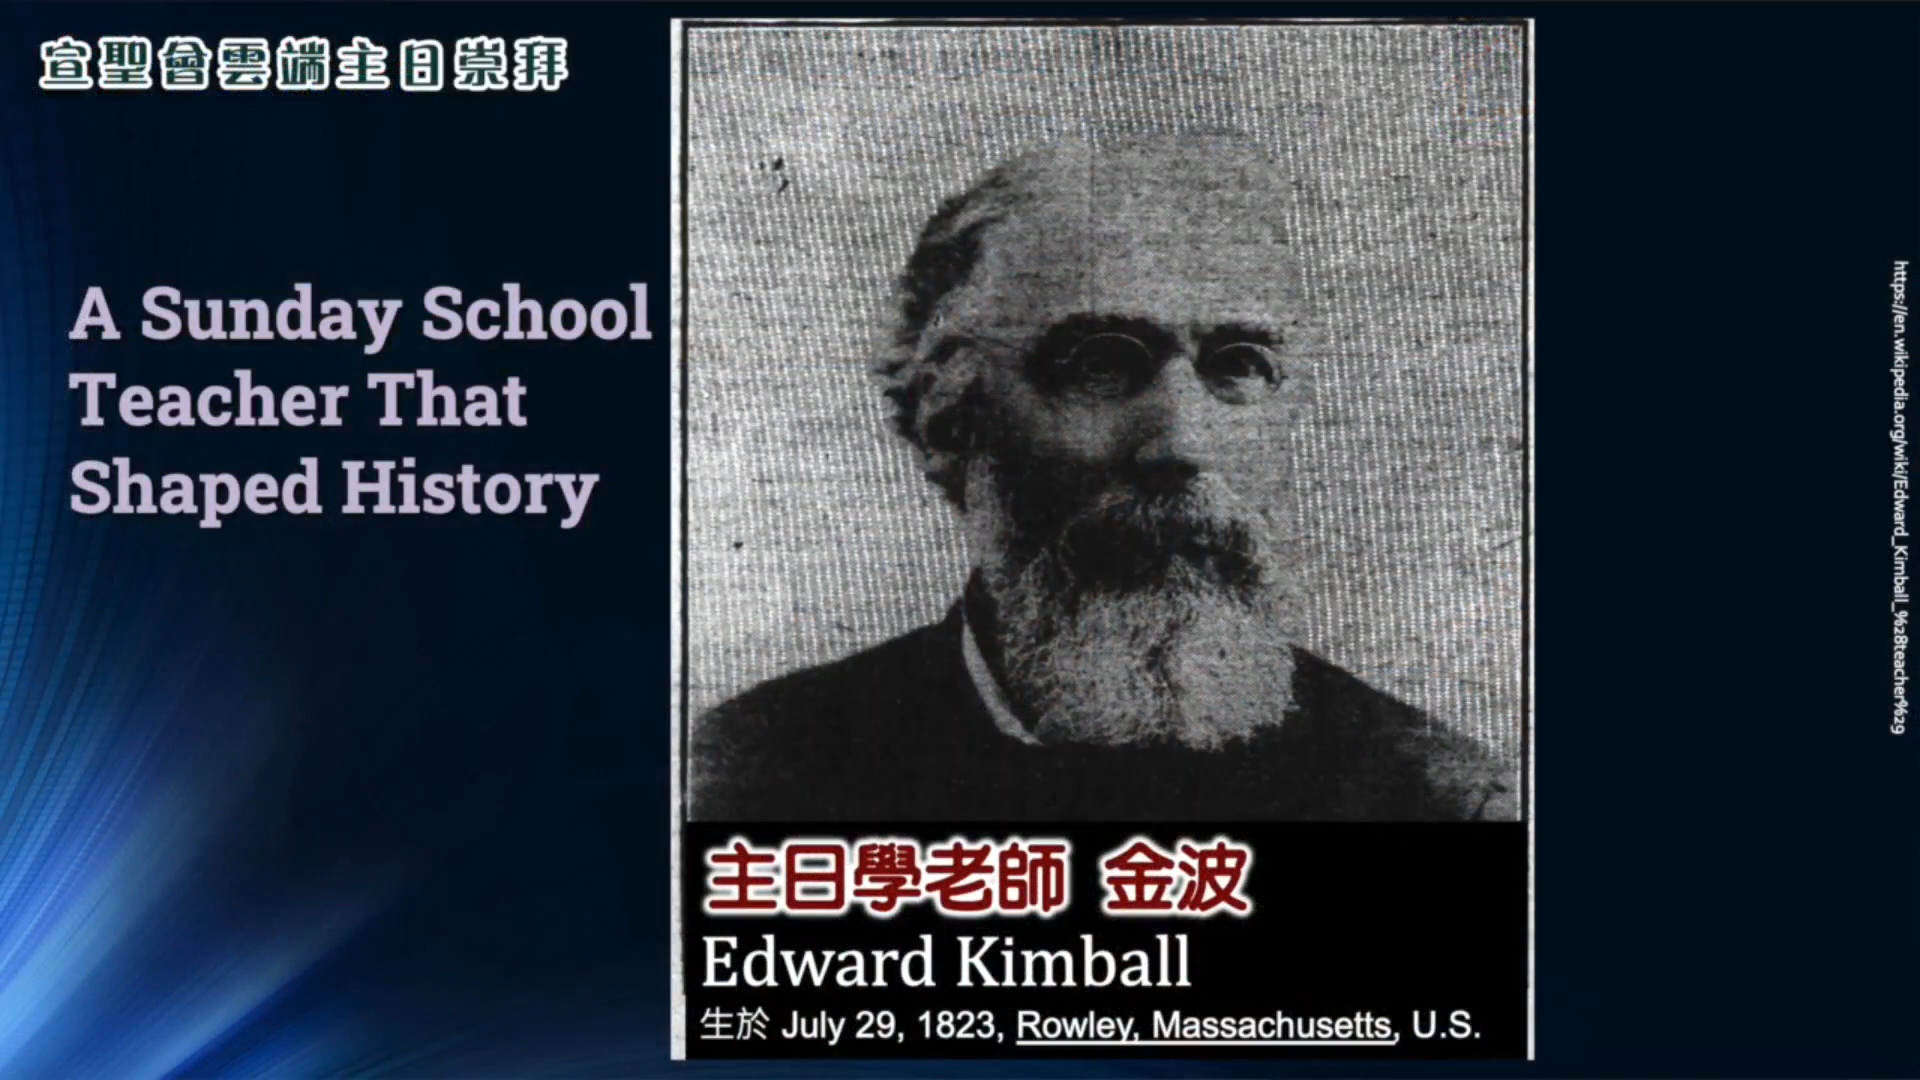 宣聖會雲端主日崇拜
A Sunday School
Teacher That
Shaped History
主日學老師 金波
Edward Kimball
生於 July 29, 1823, Rowley, Massachusetts, U.S.
https://en.wikipedia.org/wiki/Edward_Kimball_%28teacher%29